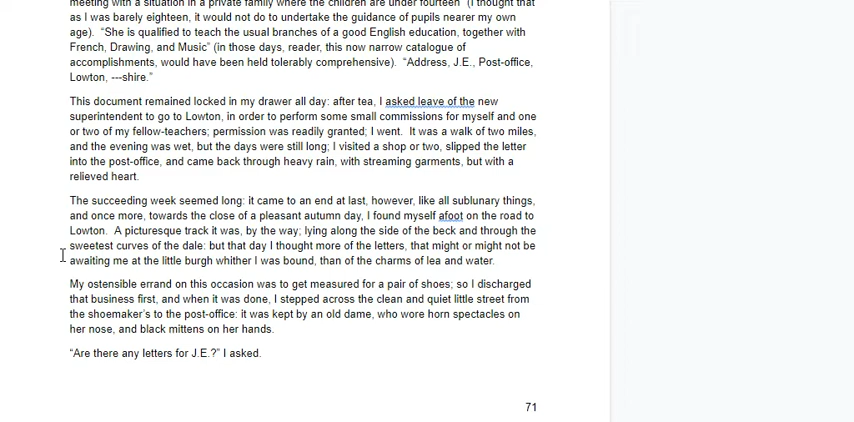 meeting with a situation in a private family where the children are under fourteen” (I thought that
as I was barely eighteen, it would not do to undertake the guidance of pupils nearer my own
age).  “She is qualified to teach the usual branches of a good English education, together with
French, Drawing, and Music” (in those days, reader, this now narrow catalogue of
accomplishments, would have been held tolerably comprehensive).  “Address, J.E., Post-office,
Lowton, ---shire.”
This document remained locked in my drawer all day: after tea, I asked leave of the new
superintendent to go to Lowton, in order to perform some small commissions for myself and one
or two of my fellow-teachers; permission was readily granted; I went.  It was a walk of two miles,
and the evening was wet, but the days were still long; I visited a shop or two, slipped the letter
into the post-office, and came back through heavy rain, with streaming garments, but with a
relieved heart.
The succeeding week seemed long: it came to an end at last, however, like all sublunary things,
and once more, towards the close of a pleasant autumn day, I found myself afoot on the road to
Lowton.  A picturesque track it was, by the way; lying along the side of the beck and through the
sweetest curves of the dale: but that day I thought more of the letters, that might or might not be
awaiting me at the little burgh whither I was bound, than of the charms of lea and water.
My ostensible errand on this occasion was to get measured for a pair of shoes; so I discharged
that business first, and when it was done, I stepped across the clean and quiet little street from
the shoemaker’s to the post-office: it was kept by an old dame, who wore horn spectacles on
her nose, and black mittens on her hands.
“Are there any letters for J.E.?” I asked.
71